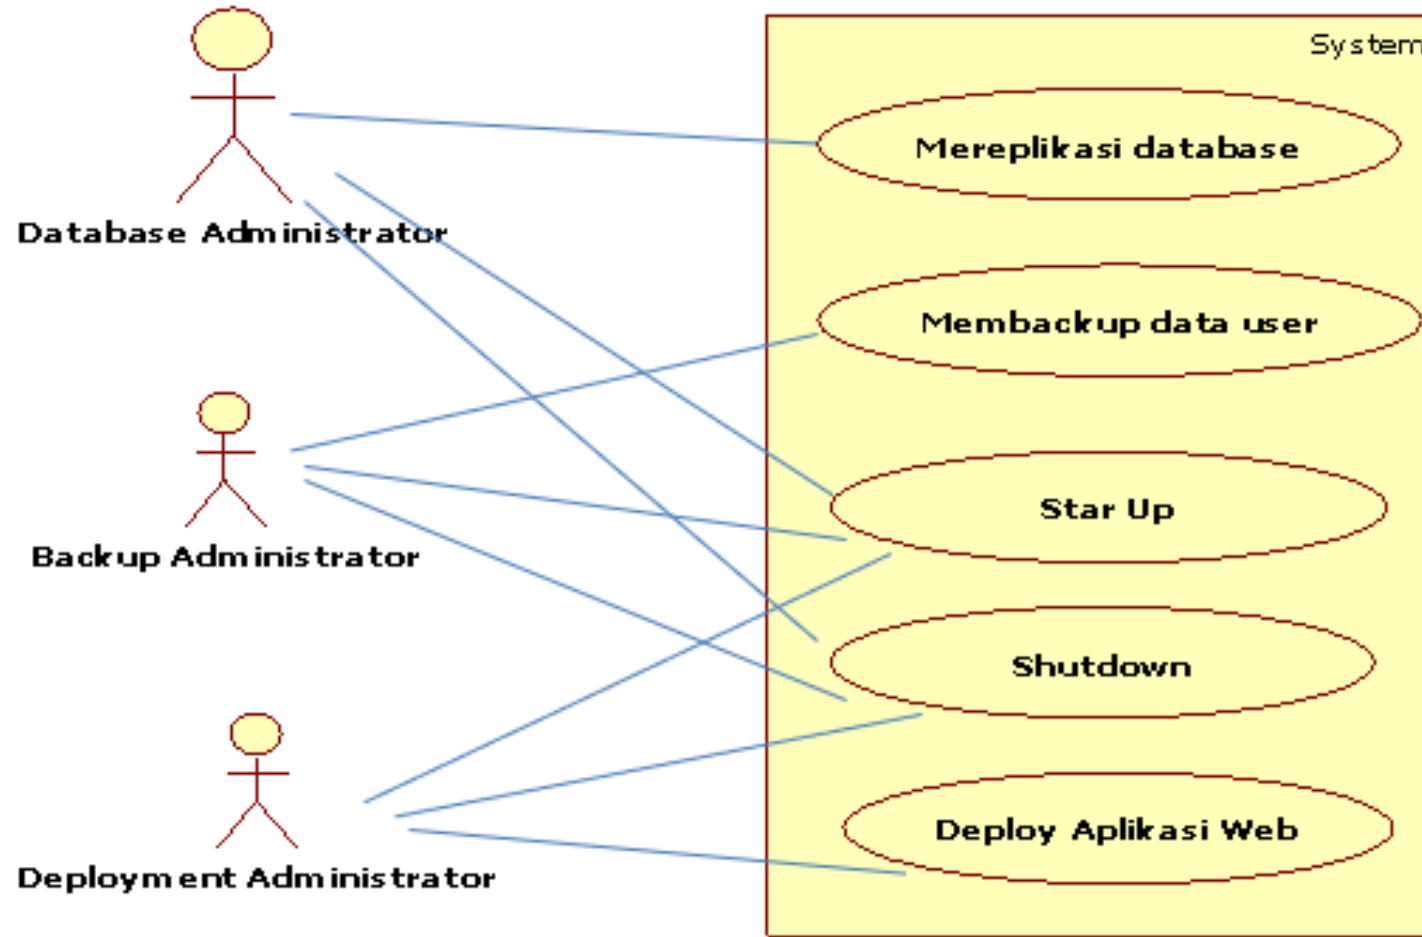 System
Mereplikasi database
Database Administrator
Membackup data user
Star Up
Backup Administrator
Shutdown
Deploy Aplikasi Web
Deployment Administrator